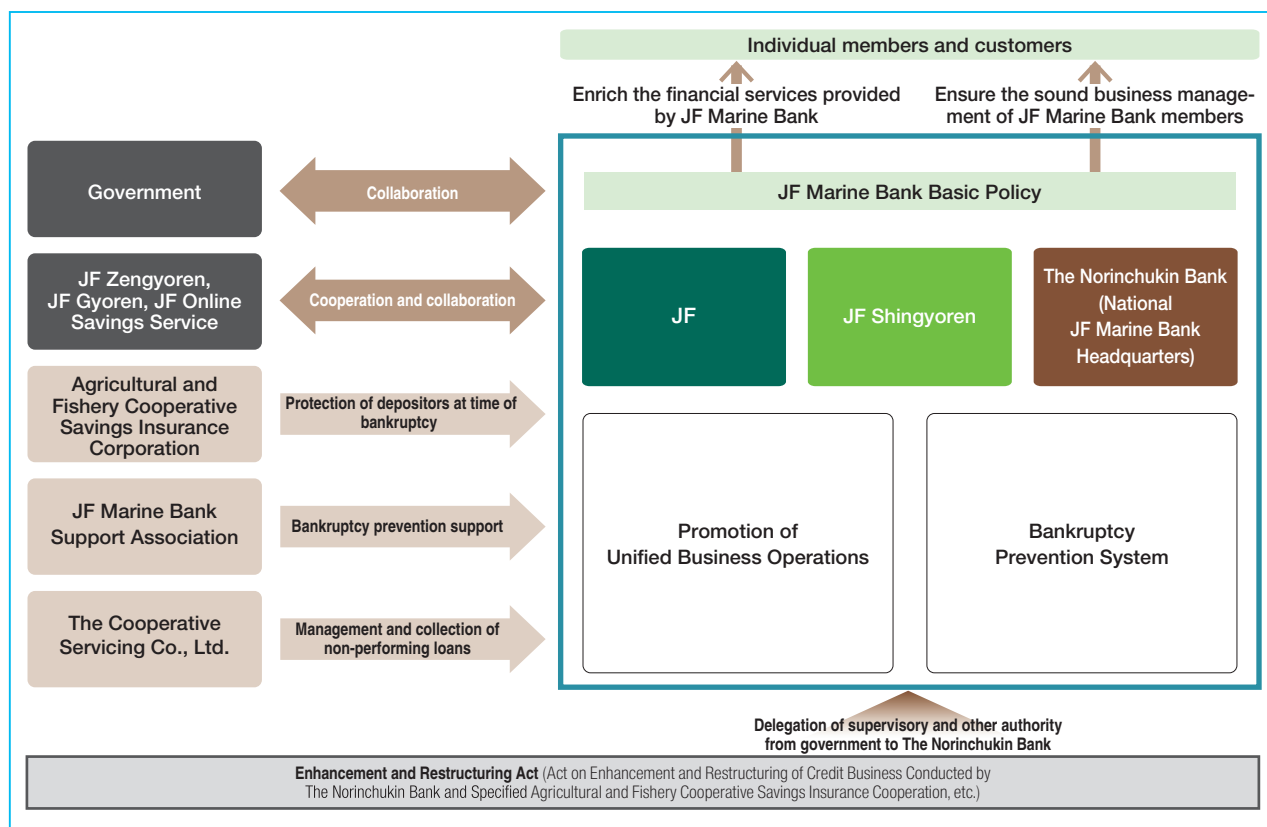 Individual members and customers
Enrich the financial services provided
by JF Marine Bank
Ensure the sound business manage-
ment of JF Marine Bank members
Government
Collaboration
JF Marine Bank Basic Policy
JF Zengyoren,
JF Gyoren, JF Online
Savings Service
Cooperation and collaboration
JF
JF Shingyoren
The Norinchukin Bank
(National
JF Marine Bank
Headquarters)
Agricultural and
Fishery Cooperative
Savings Insurance
Corporation
Protection of depositors at time of
bankruptcy
JF Marine Bank
Support Association
Bankruptcy prevention support
Promotion of
Unified Business Operations
Bankruptcy
Prevention System
The Cooperative
Servicing Co., Ltd.
Management and collection of
non-performing loans
Delegation of supervisory and other authority
from government to The Norinchukin Bank
Enhancement and Restructuring Act (Act on Enhancement and Restructuring of Credit Business Conducted by
The Norinchukin Bank and Specified Agricultural and Fishery Cooperative Savings Insurance Cooperation, etc.)